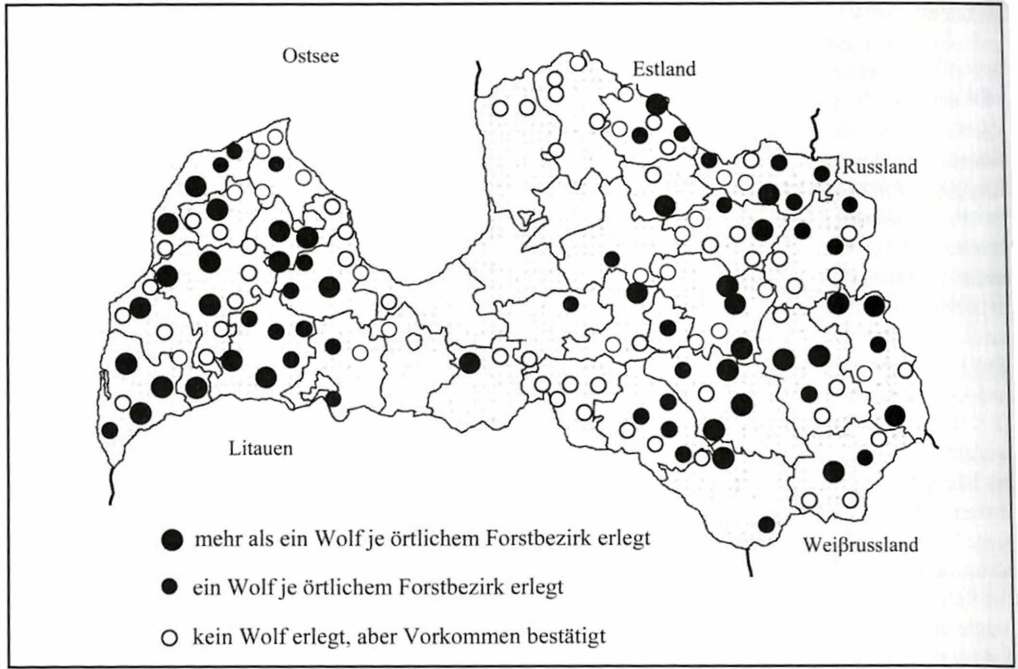 Ostsee
Estland
Russland
Litauen
Weißrussland
mehr als ein Wolf je örtlichem Forstbezirk erlegt
ein Wolf je örtlichem Forstbezirk erlegt
kein Wolf erlegt, aber Vorkommen bestätigt